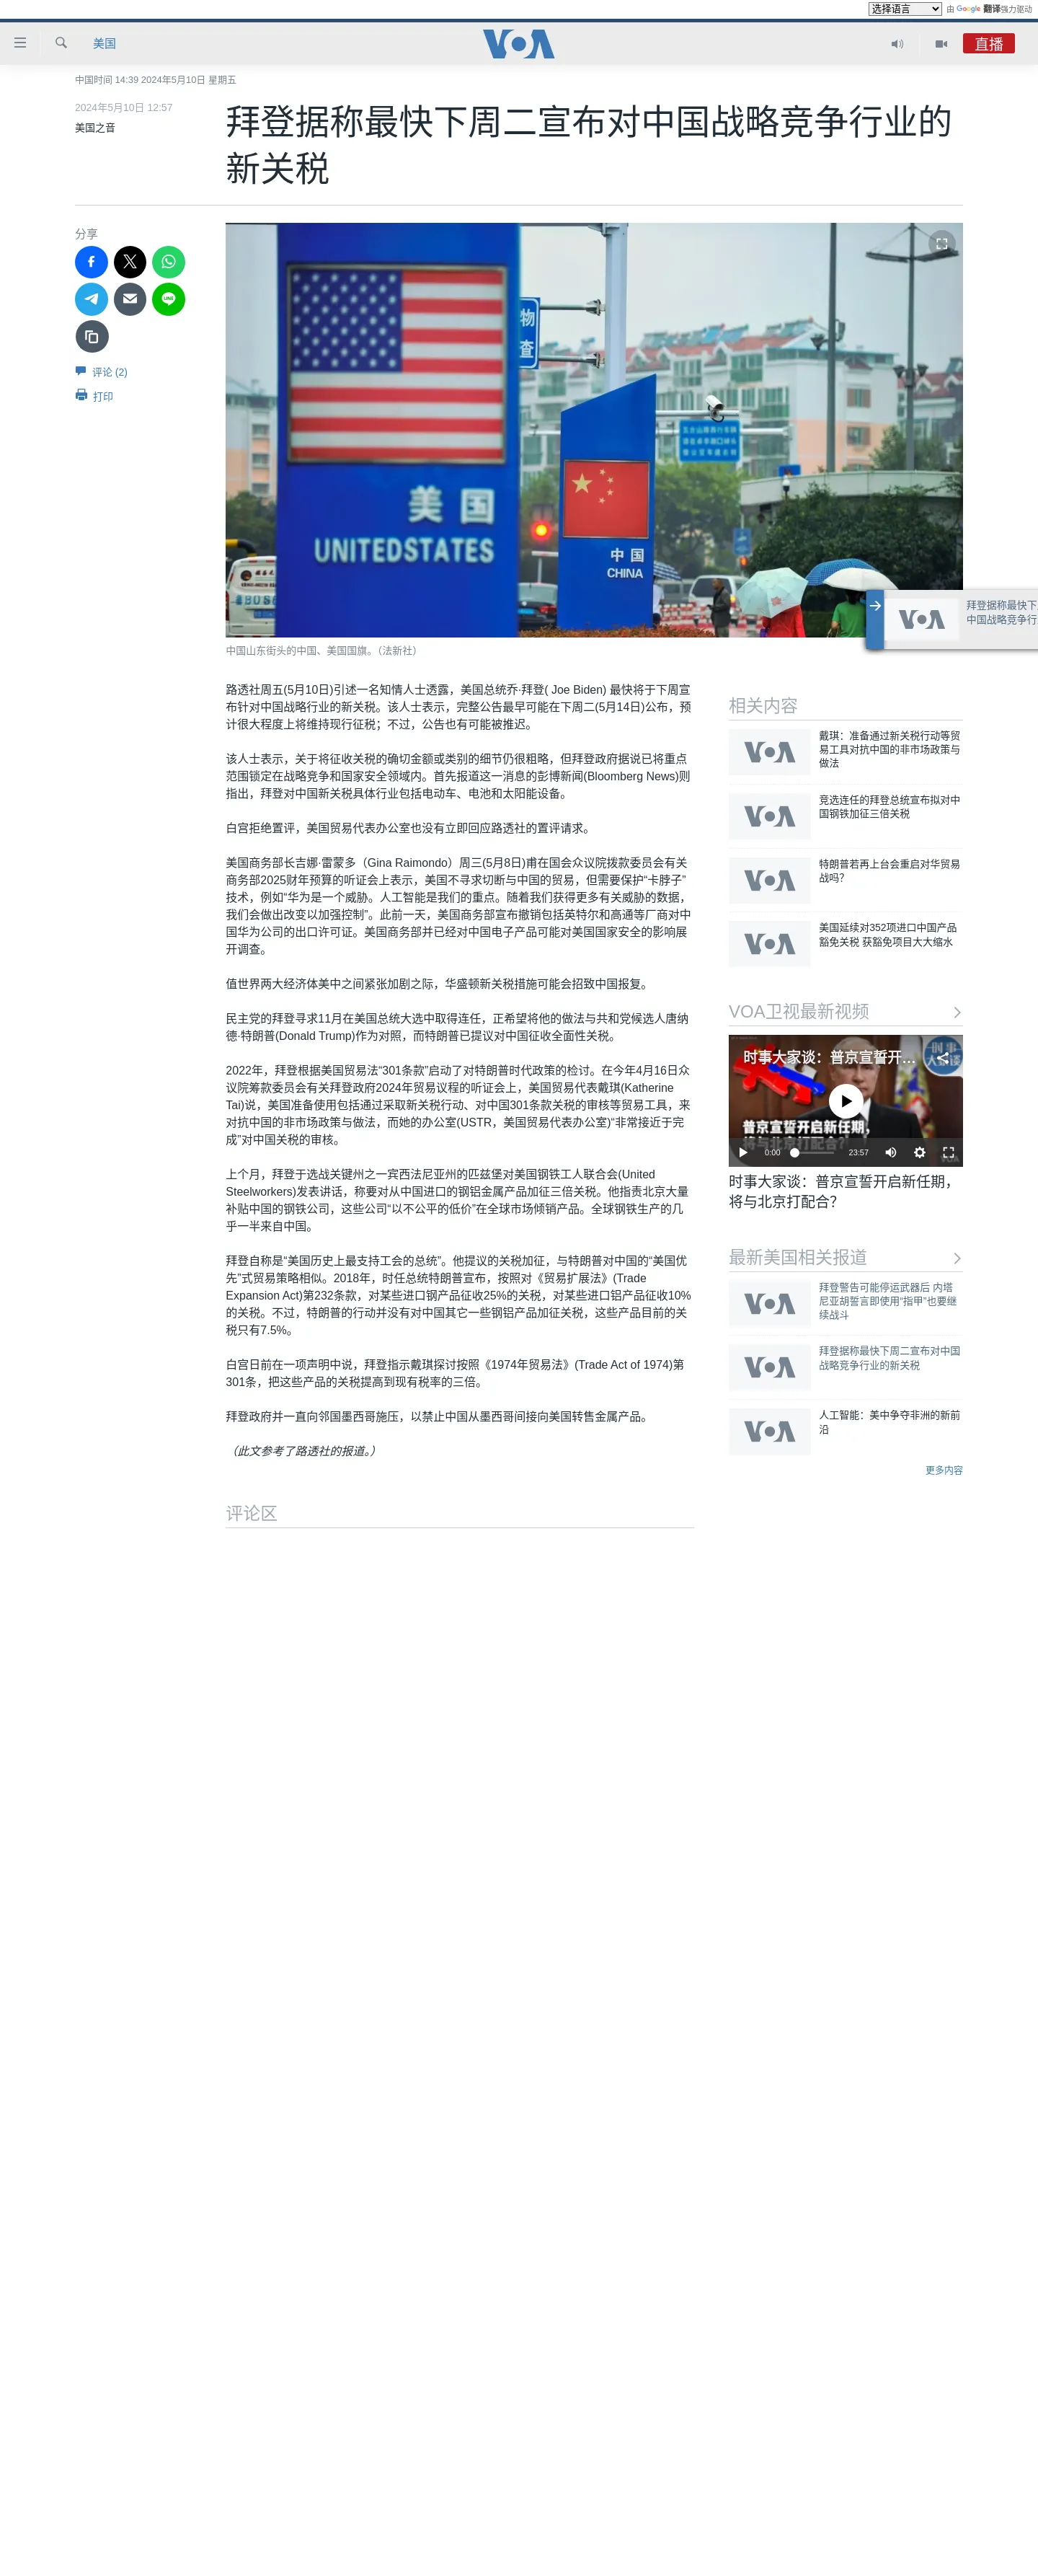 选择语言
由 Google 翻译强力驱动
美国
VOA
直播
中国时间 14:39 2024年5月10日 星期五
2024年5月10日 12:57
美国之音
拜登据称最快下周二宣布对中国战略竞争行业的
新关税
分享
评论 (2)
打印
物
查
美国
UNITEDSTATES
中国
CHINA
拜登据称最快下
中国战略竞争行
VOA
中国山东街头的中国、美国国旗。（法新社）
路透社周五(5月10日)引述一名知情人士透露，美国总统乔·拜登( Joe Biden) 最快将于下周宣
布针对中国战略行业的新关税。该人士表示，完整公告最早可能在下周二(5月14日)公布，预
计很大程度上将维持现行征税；不过，公告也有可能被推迟。
该人士表示，关于将征收关税的确切金额或类别的细节仍很粗略，但拜登政府据说已将重点
范围锁定在战略竞争和国家安全领域内。首先报道这一消息的彭博新闻(Bloomberg News)则
指出，拜登对中国新关税具体行业包括电动车、电池和太阳能设备。
白宫拒绝置评，美国贸易代表办公室也没有立即回应路透社的置评请求。
美国商务部长吉娜·雷蒙多（Gina Raimondo）周三(5月8日)甫在国会众议院拨款委员会有关
商务部2025财年预算的听证会上表示，美国不寻求切断与中国的贸易，但需要保护“卡脖子”
技术，例如“华为是一个威胁。人工智能是我们的重点。随着我们获得更多有关威胁的数据，
我们会做出改变以加强控制”。此前一天，美国商务部宣布撤销包括英特尔和高通等厂商对中
国华为公司的出口许可证。美国商务部并已经对中国电子产品可能对美国国家安全的影响展
开调查。
值世界两大经济体美中之间紧张加剧之际，华盛顿新关税措施可能会招致中国报复。
民主党的拜登寻求11月在美国总统大选中取得连任，正希望将他的做法与共和党候选人唐纳
德·特朗普(Donald Trump)作为对照，而特朗普已提议对中国征收全面性关税。
2022年，拜登根据美国贸易法“301条款”启动了对特朗普时代政策的检讨。在今年4月16日众
议院筹款委员会有关拜登政府2024年贸易议程的听证会上，美国贸易代表戴琪(Katherine
Tai)说，美国准备使用包括通过采取新关税行动、对中国301条款关税的审核等贸易工具，来
对抗中国的非市场政策与做法，而她的办公室(USTR，美国贸易代表办公室)“非常接近于完
成”对中国关税的审核。
上个月，拜登于选战关键州之一宾西法尼亚州的匹兹堡对美国钢铁工人联合会(United
Steelworkers)发表讲话，称要对从中国进口的钢铝金属产品加征三倍关税。他指责北京大量
补贴中国的钢铁公司，这些公司“以不公平的低价”在全球市场倾销产品。全球钢铁生产的几
乎一半来自中国。
拜登自称是“美国历史上最支持工会的总统”。他提议的关税加征，与特朗普对中国的“美国优
先”式贸易策略相似。2018年，时任总统特朗普宣布，按照对《贸易扩展法》(Trade
Expansion Act)第232条款，对某些进口钢产品征收25%的关税，对某些进口铝产品征收10%
的关税。不过，特朗普的行动并没有对中国其它一些钢铝产品加征关税，这些产品目前的关
税只有7.5%。
白宫日前在一项声明中说，拜登指示戴琪探讨按照《1974年贸易法》(Trade Act of 1974)第
301条，把这些产品的关税提高到现有税率的三倍。
拜登政府并一直向邻国墨西哥施压，以禁止中国从墨西哥间接向美国转售金属产品。
（此文参考了路透社的报道。）
评论区
相关内容
VOA
戴琪：准备通过新关税行动等贸
易工具对抗中国的非市场政策与
做法
VOA
竞选连任的拜登总统宣布拟对中
国钢铁加征三倍关税
VOA
特朗普若再上台会重启对华贸易
战吗?
VOA
美国延续对352项进口中国产品
豁免关税 获豁免项目大大缩水
VOA卫视最新视频
时事大家谈：普京宣誓开…
普京宣誓开启新任期，
将与北京打配合？
0:00
23:57
时事大家谈：普京宣誓开启新任期，
将与北京打配合？
最新美国相关报道
VOA
拜登警告可能停运武器后 内塔
尼亚胡誓言即使用“指甲”也要继
续战斗
VOA
拜登据称最快下周二宣布对中国
战略竞争行业的新关税
VOA
人工智能：美中争夺非洲的新前
沿
更多内容